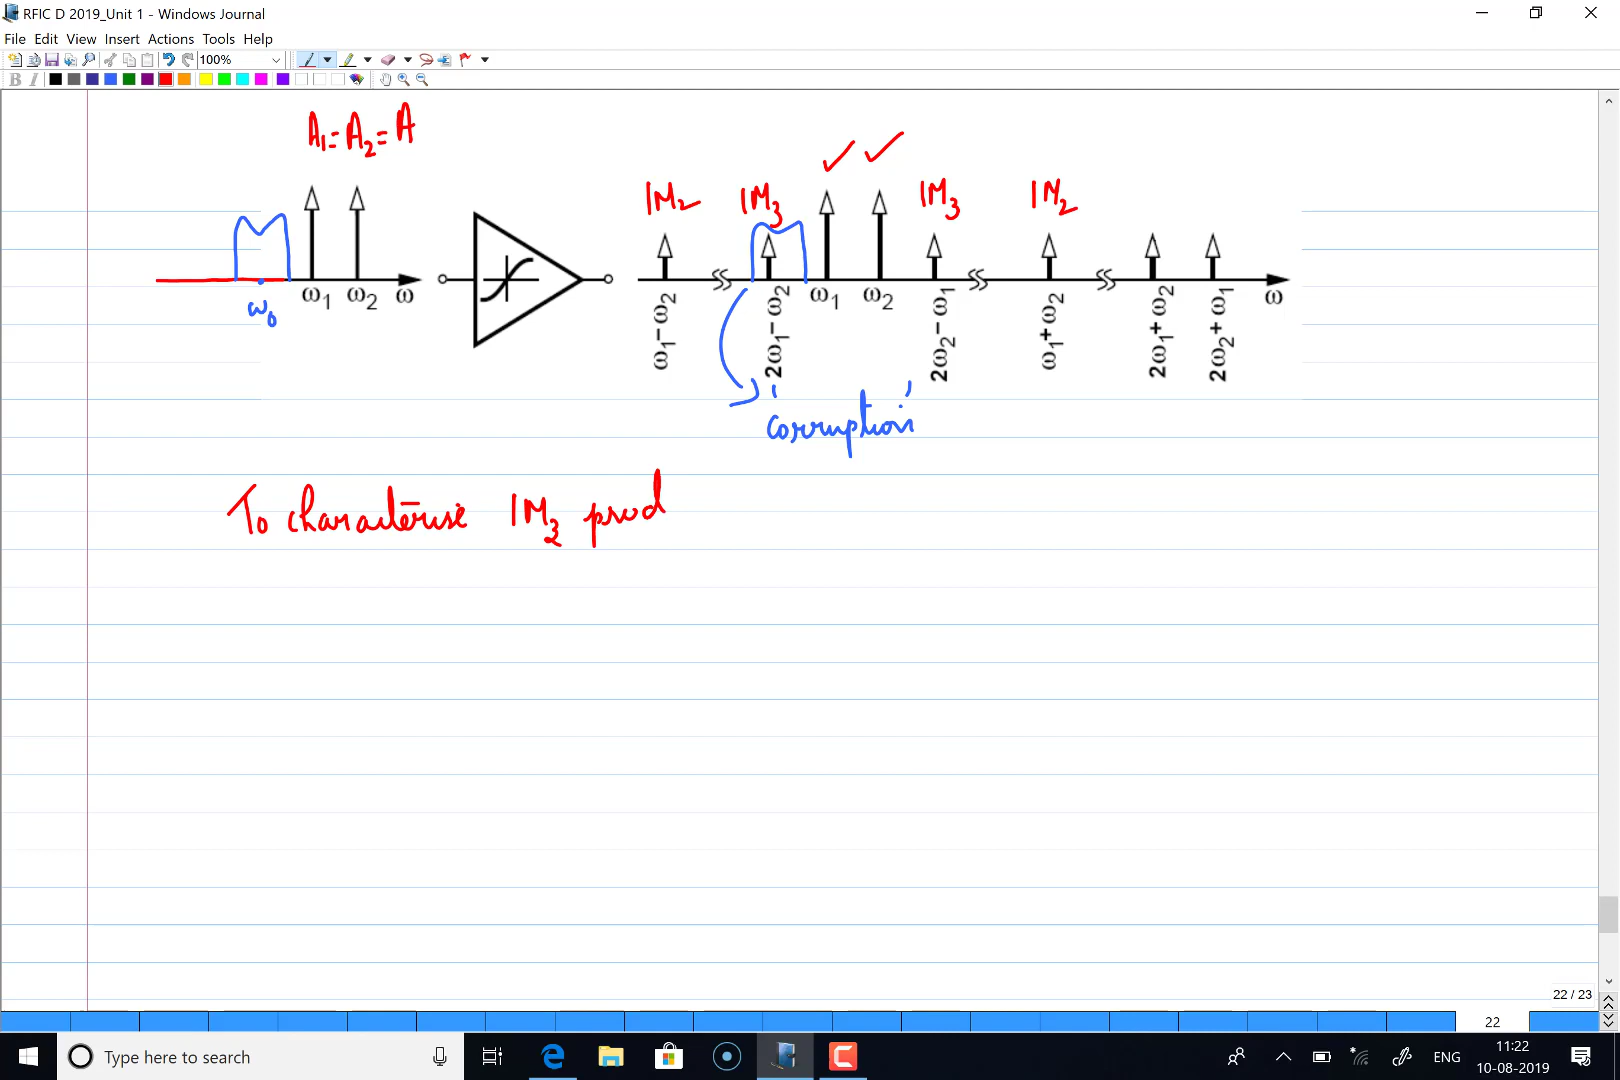 RFIC D 2019_Unit 1 - Windows Journal
File Edit View Insert Actions Tools Help
100%
B I
A1 = A2 = A
IM2 IM3 IM3 IM2
ω0
ω1 ω2 ω
ω1−ω2 2ω1−ω2 ω1 ω2 2ω2−ω1 ω1+ω2 2ω1+ω2 2ω2+ω1 ω
'corruption'
To characterise IM3 prod
22 / 23
22
Type here to search
ENG
11:22
10-08-2019